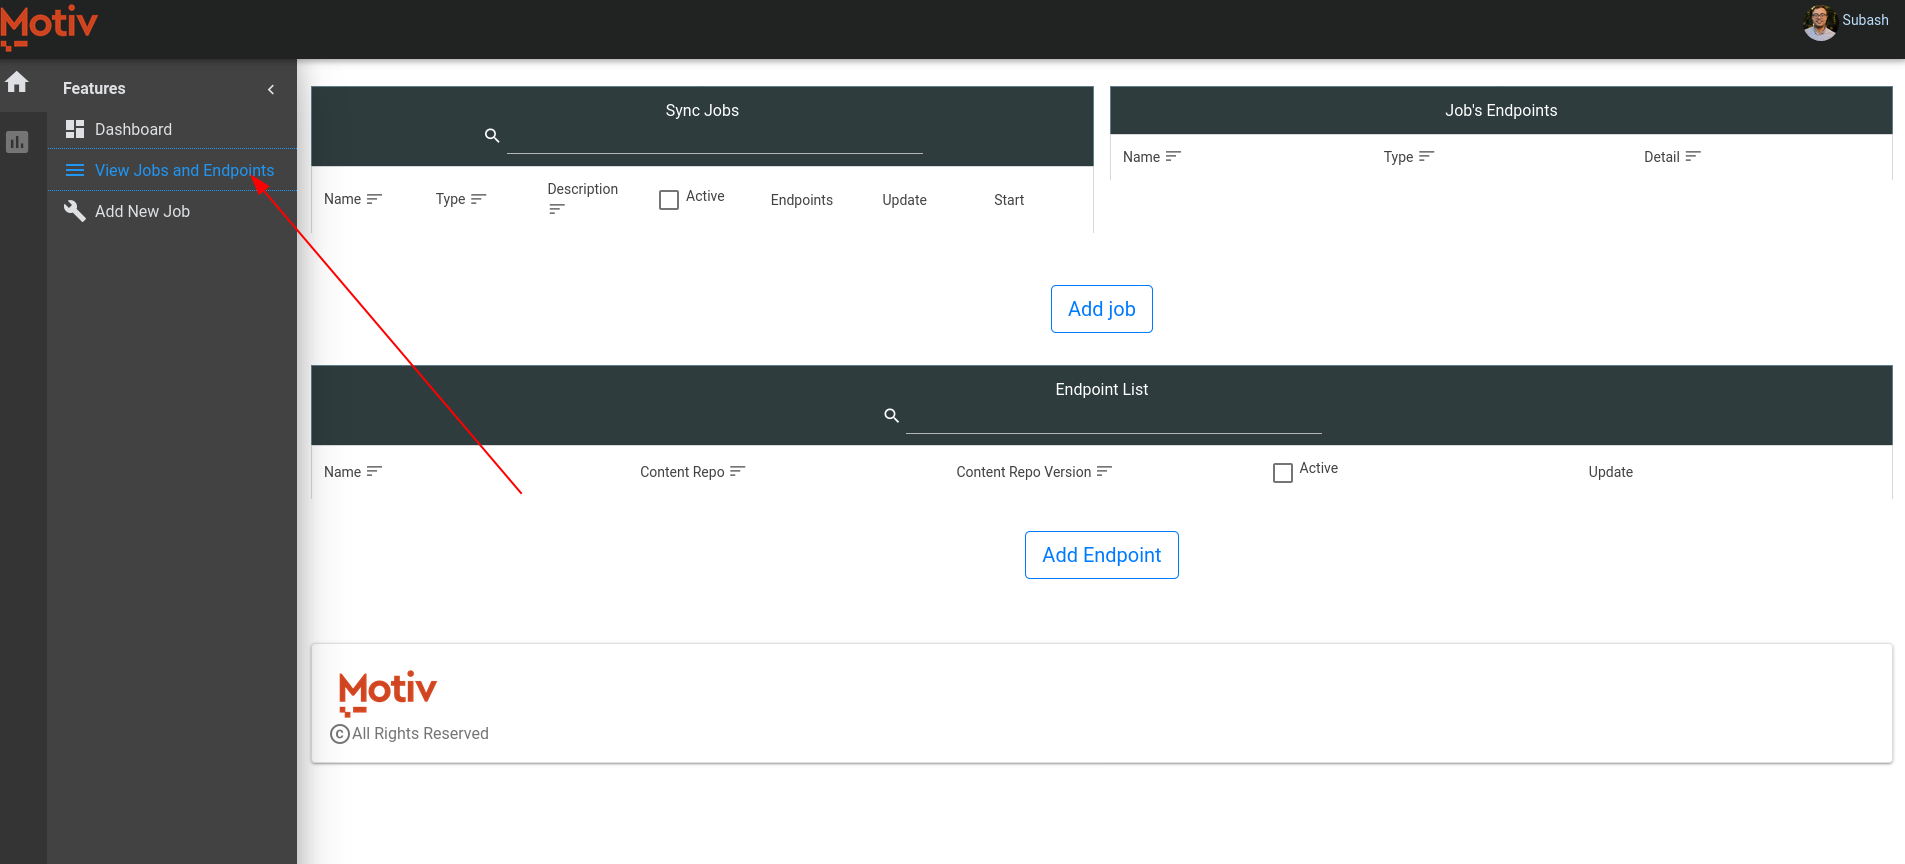 Motiv
Subash
Features
Dashboard
View Jobs and Endpoints
Add New Job
Sync Jobs
Name Type Description Active Endpoints Update Start
Job's Endpoints
Name Type Detail
Add job
Endpoint List
Name Content Repo Content Repo Version Active Update
Add Endpoint
Motiv
© All Rights Reserved